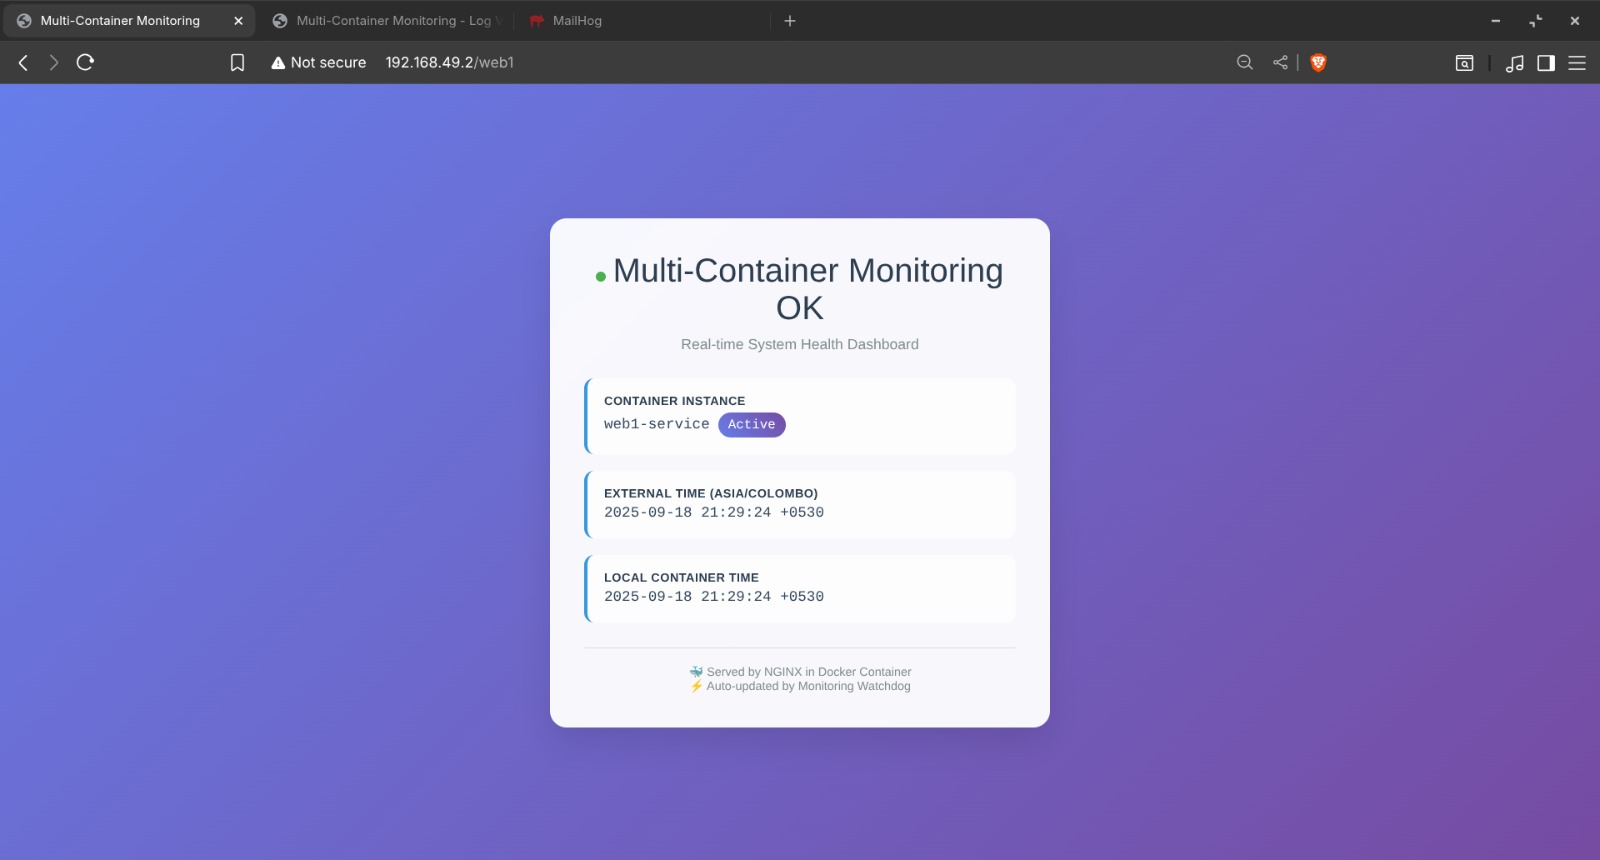 Multi-Container Monitoring
Multi-Container Monitoring - Log
MailHog
Not secure
192.168.49.2/web1
Multi-Container Monitoring
OK
Real-time System Health Dashboard
CONTAINER INSTANCE
web1-service Active
EXTERNAL TIME (ASIA/COLOMBO)
2025-09-18 21:29:24 +0530
LOCAL CONTAINER TIME
2025-09-18 21:29:24 +0530
🐳 Served by NGINX in Docker Container
⚡ Auto-updated by Monitoring Watchdog